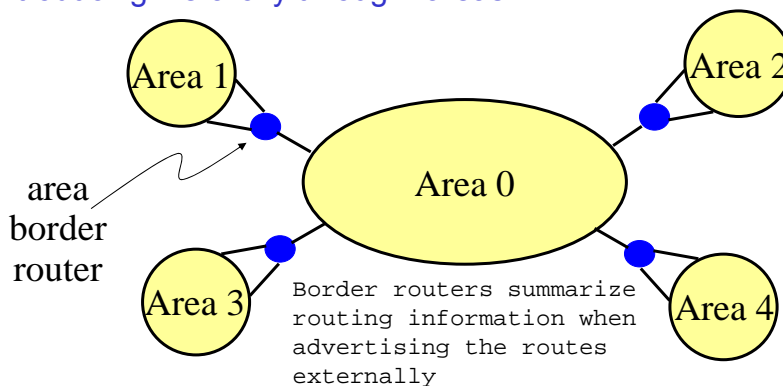 Area 1
Area 2
Area 0
area
border
router
Area 3
Border routers summarize
routing information when
advertising the routes
externally
Area 4